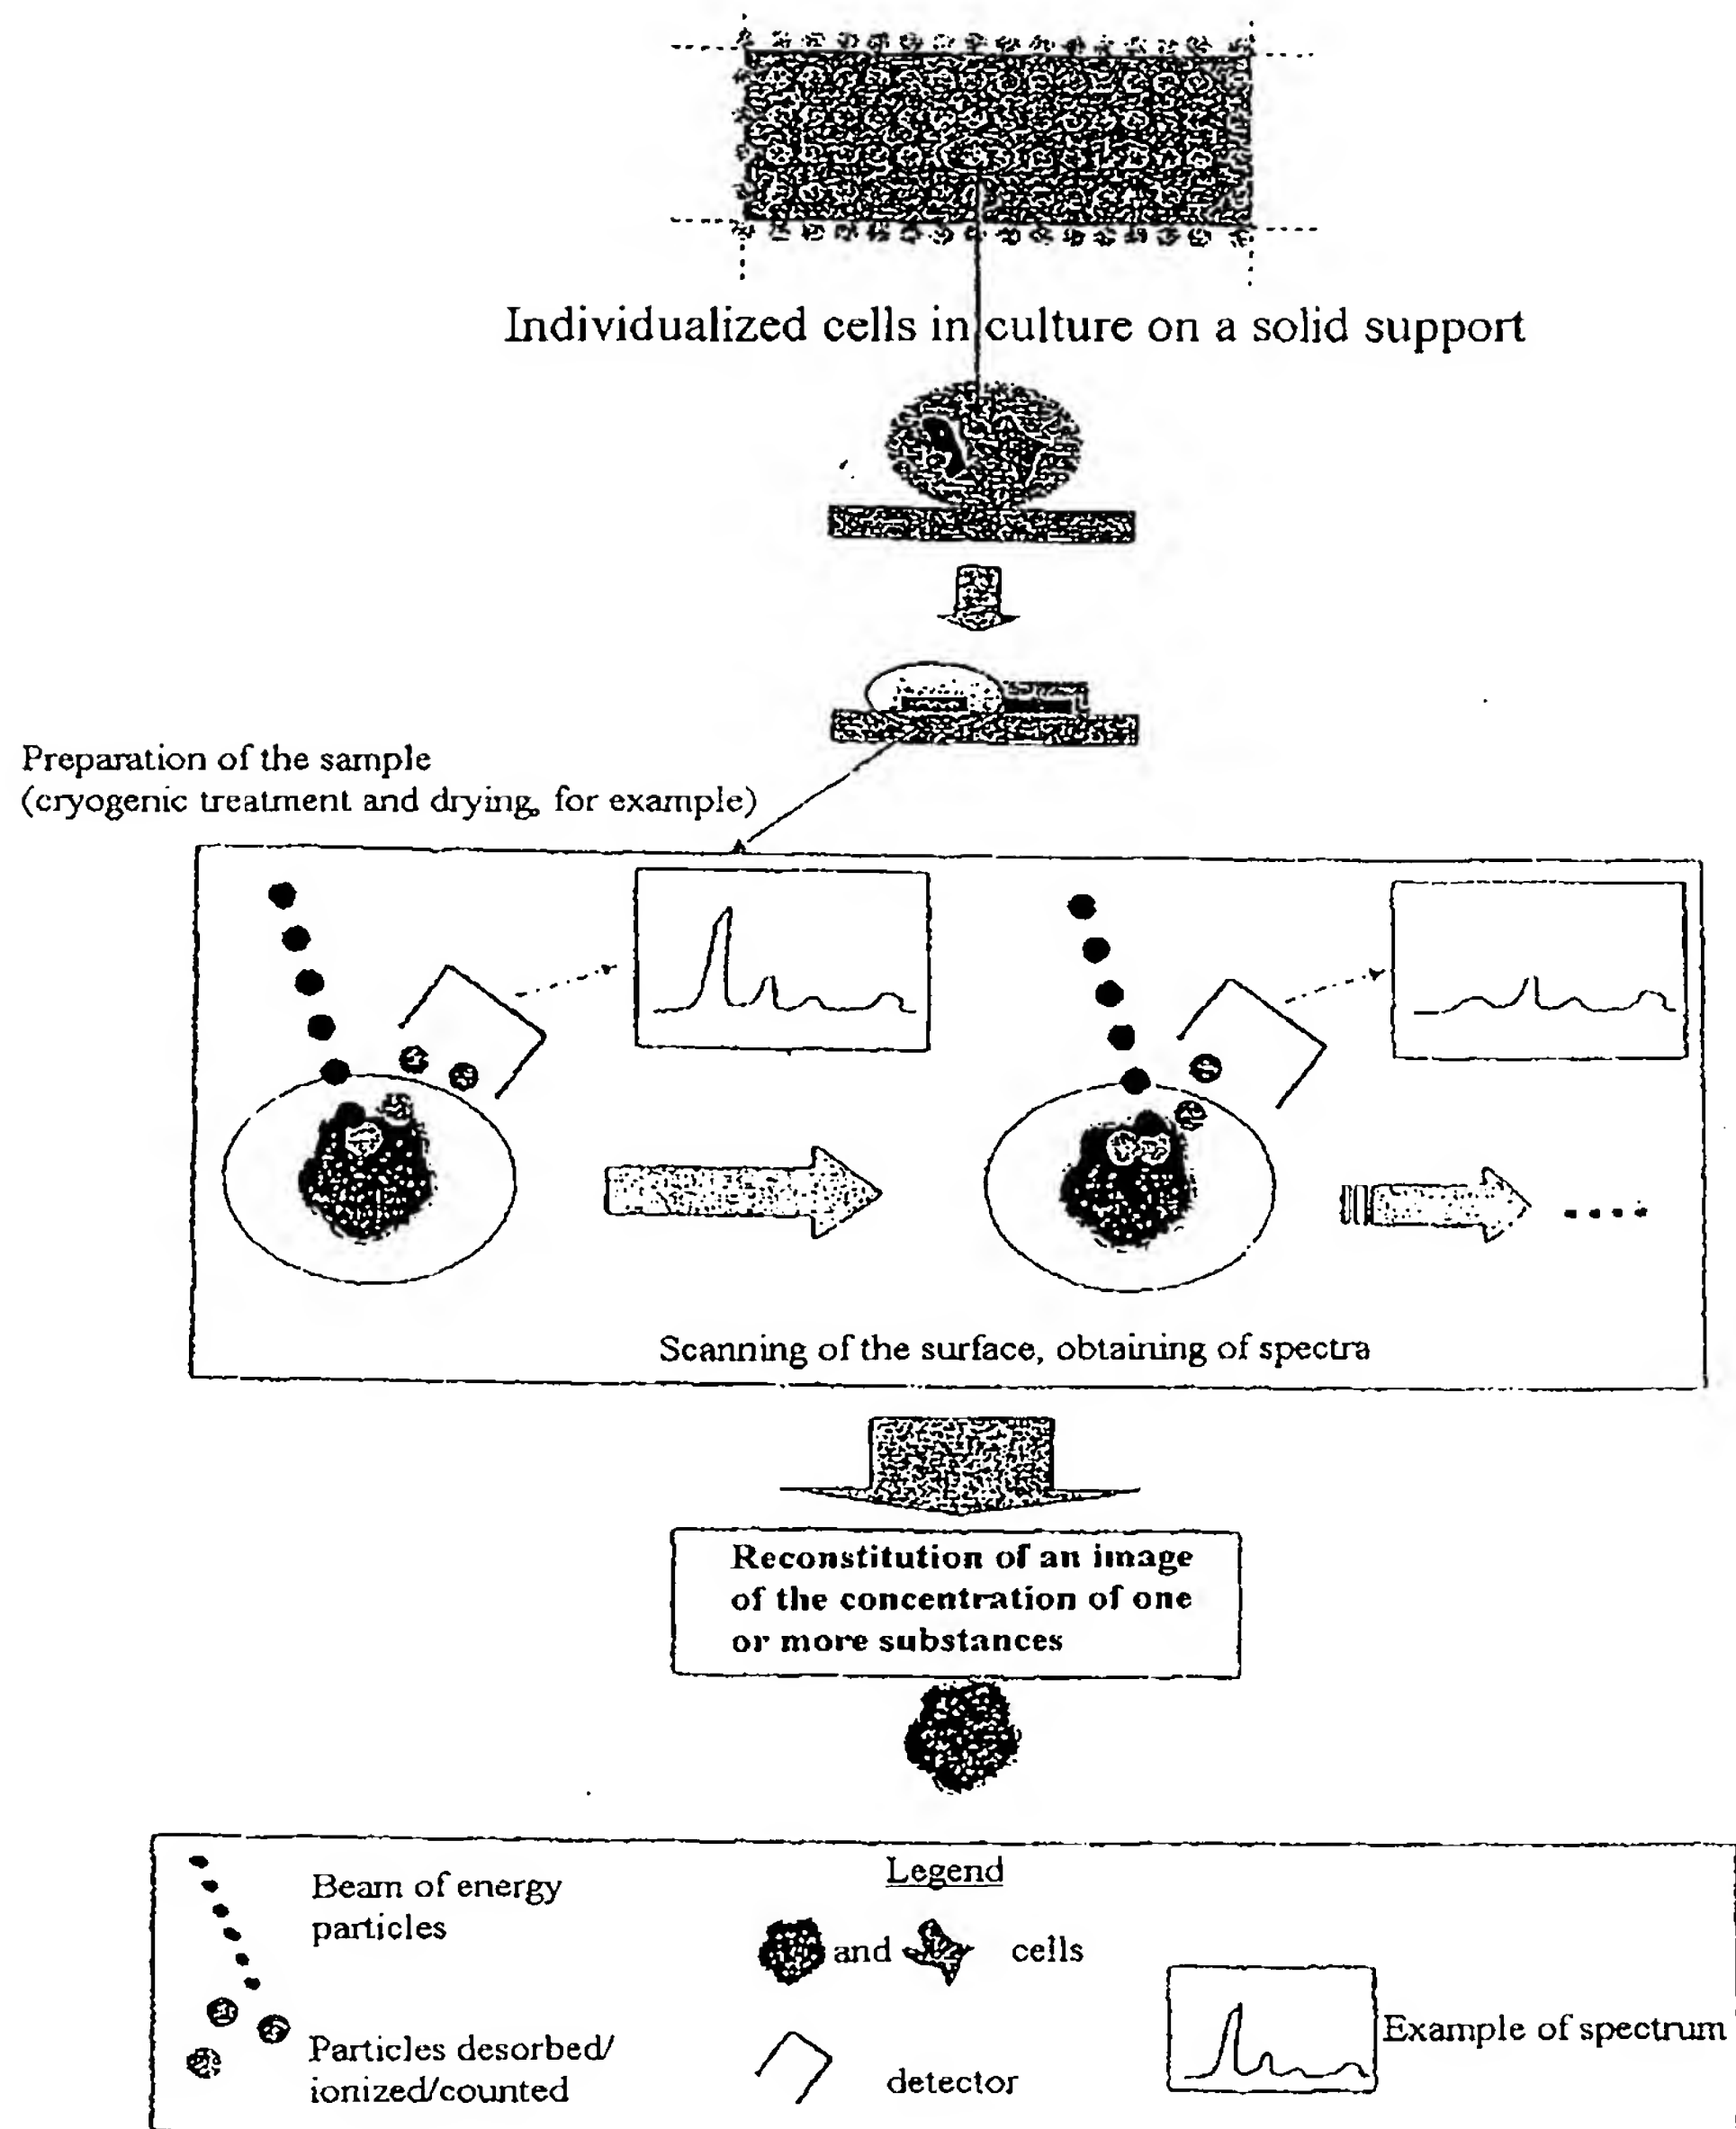 Individualized cells in culture on a solid support
Preparation of the sample
(cryogenic treatment and drying, for example)
Scanning of the surface, obtaining of spectra
Reconstitution of an image
of the concentration of one
or more substances
Legend
Beam of energy
particles
and cells
Particles desorbed/
ionized/counted
detector
Example of spectrum